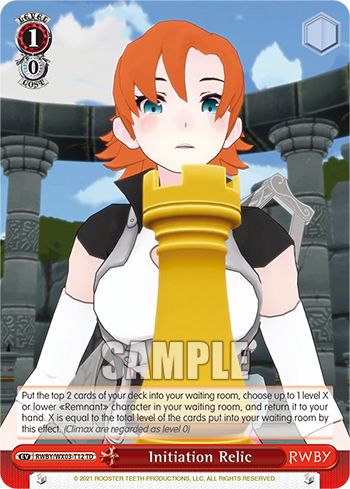 LEVEL
1
0
COST
SAMPLE
Put the top 2 cards of your deck into your waiting room, choose up to 1 level X
or lower «Remnant» character in your waiting room, and return it to your
hand. X is equal to the total level of the cards put into your waiting room by
this effect. (Climax are regarded as level 0)
EV RWBY/WX03-T12 TD Initiation Relic RWBY
© 2021 ROOSTER TEETH PRODUCTIONS, LLC, ALL RIGHTS RESERVED.